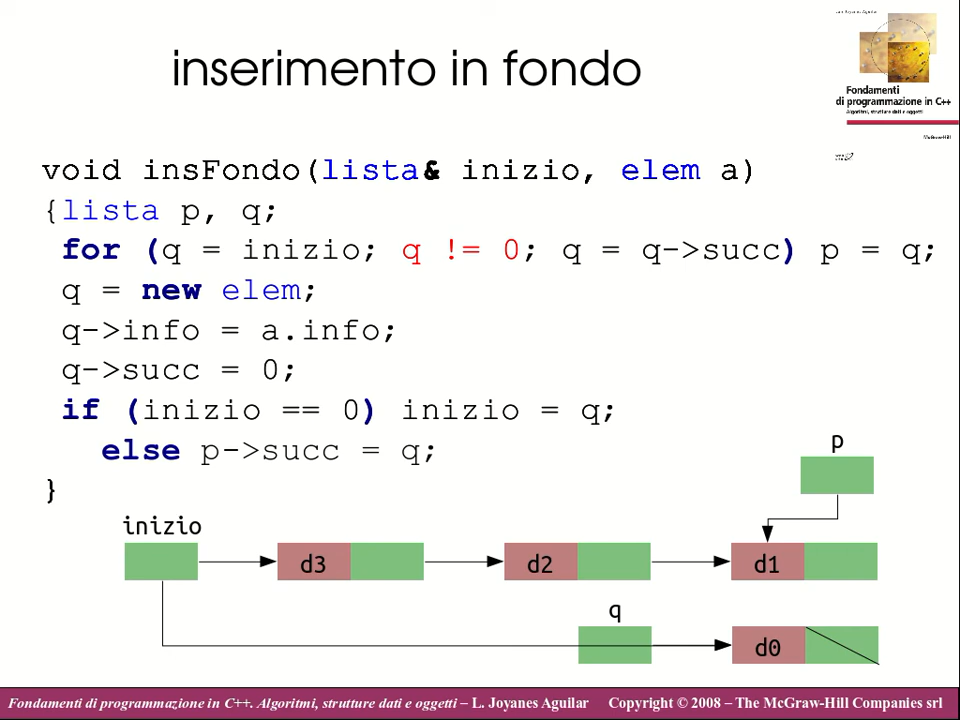 inserimento in fondo
Fondamenti
di programmazione in C++
Algoritmi, strutture dati e oggetti
void insFondo(lista& inizio, elem a)
{lista p, q;
for (q = inizio; q != 0; q = q->succ) p = q;
q = new elem;
q->info = a.info;
q->succ = 0;
if (inizio == 0) inizio = q;
else p->succ = q;
}
p
inizio
d3
d2
d1
q
d0
Fondamenti di programmazione in C++. Algoritmi, strutture dati e oggetti – L. Joyanes Aguilar
Copyright © 2008 – The McGraw-Hill Companies srl